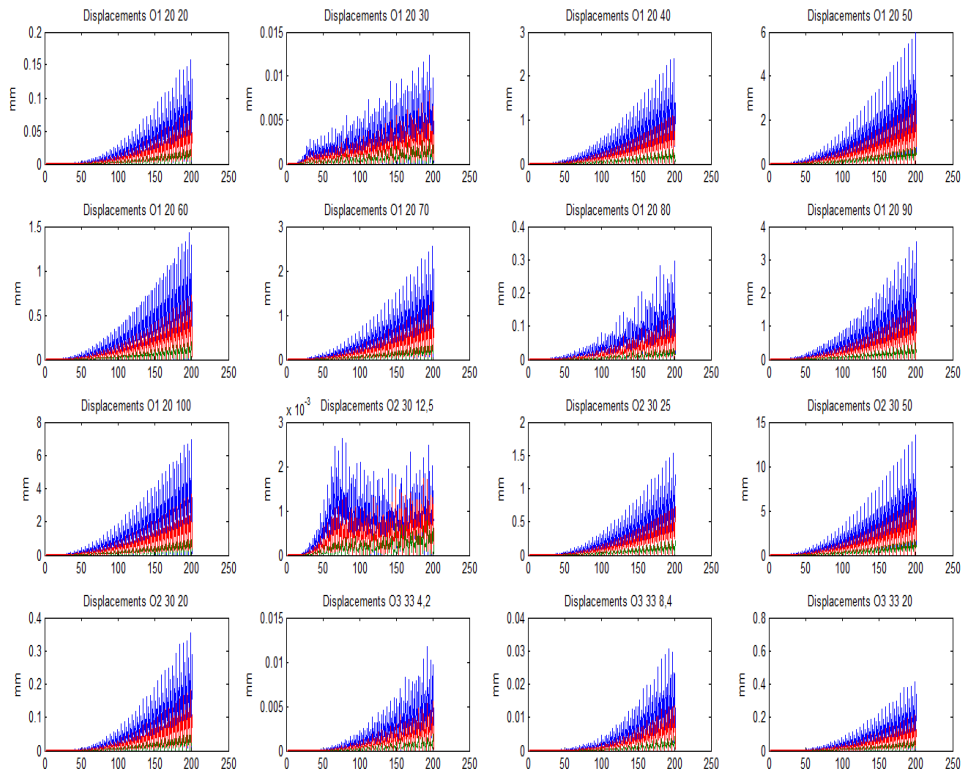 Displacements O1 20 20
Displacements O1 20 30
Displacements O1 20 40
Displacements O1 20 50
0.2
0.15
0.1
0.05
0
mm
0 50 100 150 200 250
0.015
0.01
0.005
0
mm
0 50 100 150 200 250
3
2
1
0
mm
0 50 100 150 200 250
6
4
2
0
mm
0 50 100 150 200 250
Displacements O1 20 60
Displacements O1 20 70
Displacements O1 20 80
Displacements O1 20 90
1.5
1
0.5
0
mm
0 50 100 150 200 250
3
2
1
0
mm
0 50 100 150 200 250
0.4
0.3
0.2
0.1
0
mm
0 50 100 150 200 250
4
3
2
1
0
mm
0 50 100 150 200 250
Displacements O1 20 100
x 10⁻³ Displacements O2 30 12,5
Displacements O2 30 25
Displacements O2 30 50
8
6
4
2
0
mm
0 50 100 150 200 250
3
2
1
0
mm
0 50 100 150 200 250
2
1.5
1
0.5
0
mm
0 50 100 150 200 250
15
10
5
0
mm
0 50 100 150 200 250
Displacements O2 30 20
Displacements O3 33 4,2
Displacements O3 33 8,4
Displacements O3 33 20
0.4
0.3
0.2
0.1
0
mm
0 50 100 150 200 250
0.015
0.01
0.005
0
mm
0 50 100 150 200 250
0.04
0.03
0.02
0.01
0
mm
0 50 100 150 200 250
0.8
0.6
0.4
0.2
0
mm
0 50 100 150 200 250